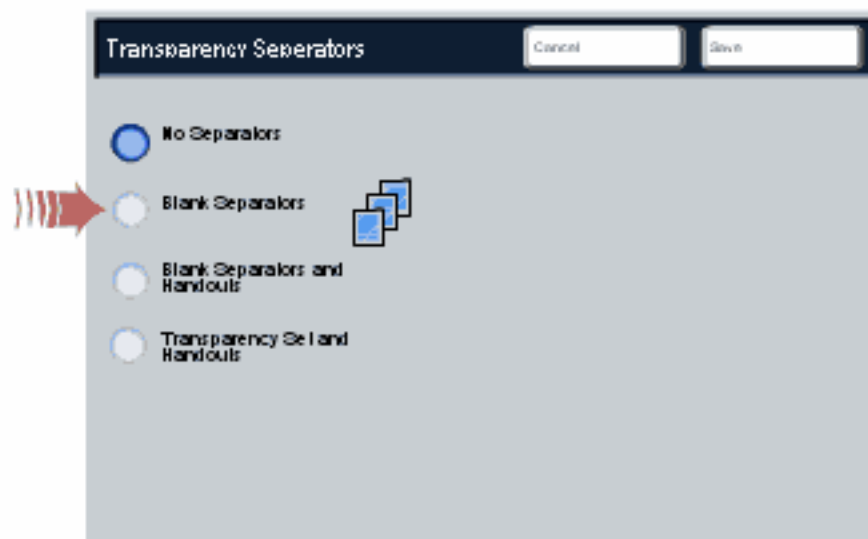 Transparency Seperators
Cancel
Save
No Separators
Blank Separators
Blank Separators and
Handouts
Transparency Set and
Handouts